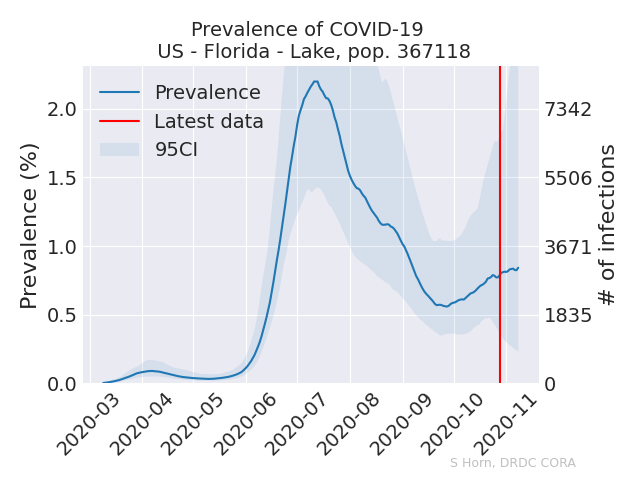 Prevalence of COVID-19
US - Florida - Lake, pop. 367118
Prevalence
Latest data
95CI
Prevalence (%)
2.0
1.5
1.0
0.5
0.0
7342
5506
3671
1835
0
# of infections
2020-03
2020-04
2020-05
2020-06
2020-07
2020-08
2020-09
2020-10
2020-11
S Horn, DRDC CORA